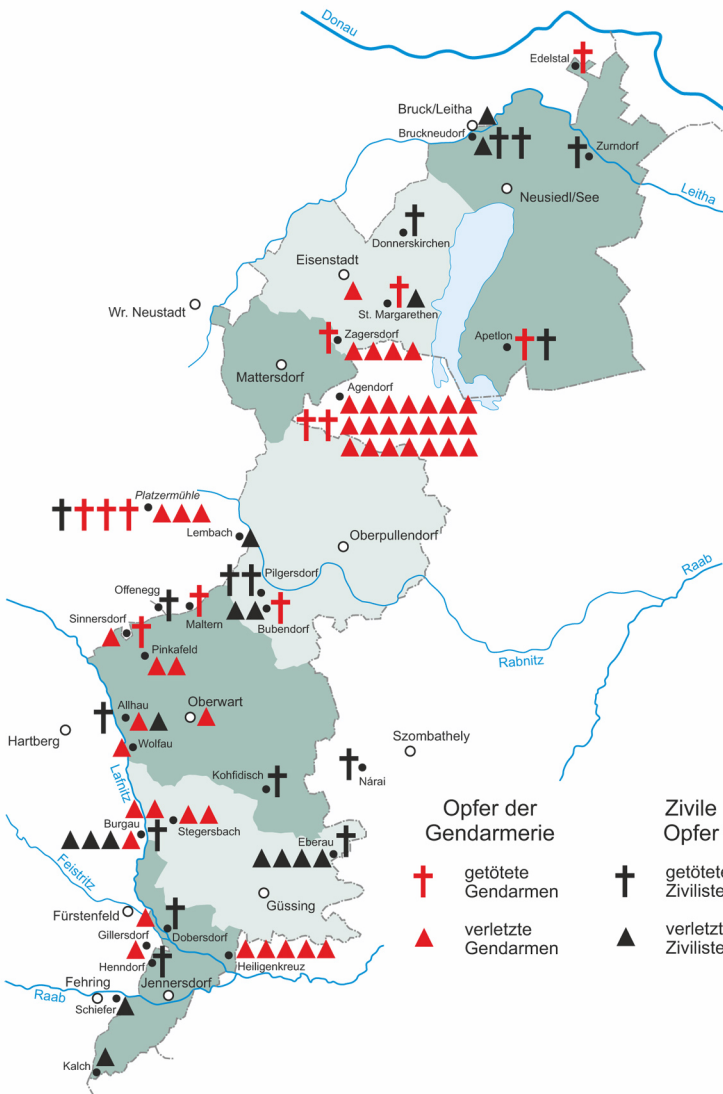 Donau
Edelstal
Bruck/Leitha
Bruckneudorf
Zurndorf
Leitha
Neusiedl/See
Donnerskirchen
Eisenstadt
St. Margarethen
Wr. Neustadt
Zagersdorf
Apetlon
Mattersdorf
Agendorf
Platzermühle
Lembach
Oberpullendorf
Raab
Pilgersdorf
Offenegg
Maltern
Bubendorf
Sinnersdorf
Pinkafeld
Rabnitz
Allhau
Oberwart
Hartberg
Wolfau
Szombathely
Nárai
Lafnitz
Kohfidisch
Burgau
Stegersbach
Eberau
Feistritz
Güssing
Fürstenfeld
Dobersdorf
Gillersdorf
Henndorf
Heiligenkreuz
Fehring
Jennersdorf
Raab
Schiefer
Kalch
Opfer der
Gendarmerie
getötete
Gendarmen
verletzte
Gendarmen
Zivile
Opfer
getötete
Ziviliste
verletzt
Ziviliste